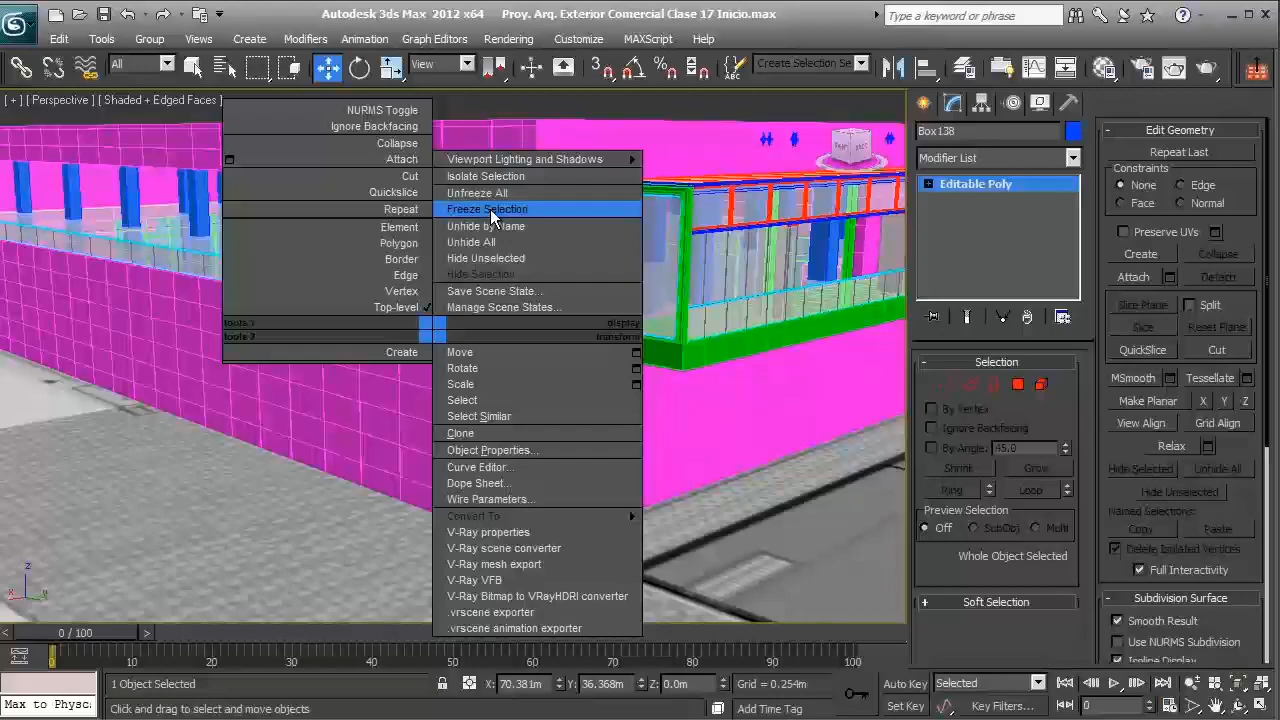 Autodesk 3ds Max 2012 x64 Proy. Arq. Exterior Comercial Clase 17 Inicio.max
Type a keyword or phrase
Edit Tools Group Views Create Modifiers Animation Graph Editors Rendering Customize MAXScript Help
All View Create Selection Se
[ + ] [ Perspective ] [ Shaded + Edged Faces ]
NURMS Toggle
Ignore Backfacing
Collapse
Attach
Cut
Quickslice
Repeat
Element
Polygon
Border
Edge
Vertex
Top-level
tools 1
tools 2
Create
Viewport Lighting and Shadows
Isolate Selection
Unfreeze All
Freeze Selection
Unhide by Name
Unhide All
Hide Unselected
Hide Selection
Save Scene State...
Manage Scene States...
display
transform
Move
Rotate
Scale
Select
Select Similar
Clone
Object Properties...
Curve Editor...
Dope Sheet...
Wire Parameters...
Convert To
V-Ray properties
V-Ray scene converter
V-Ray mesh export
V-Ray VFB
V-Ray Bitmap to VRayHDRI converter
.vrscene exporter
.vrscene animation exporter
Box138
Modifier List
Editable Poly
Selection
By Vertex
Ignore Backfacing
By Angle: 45.0
Shrink Grow
Ring Loop
Preview Selection
Off SubObj Multi
Whole Object Selected
Soft Selection
Edit Geometry
Repeat Last
Constraints
None Edge
Face Normal
Preserve UVs
Create Collapse
Attach Detach
Slice Plane Split
Slice Reset Plane
QuickSlice Cut
MSmooth Tessellate
Make Planar X Y Z
View Align Grid Align
Relax
Hide Selected Unhide All
Hide Unselected
Named Selections:
Copy Paste
Delete Isolated Vertices
Full Interactivity
Subdivision Surface
Smooth Result
Use NURMS Subdivision
Isoline Display
z
x
0 / 100
0 10 20 30 40 50 60 70 80 90 100
1 Object Selected X: 70.381m Y: 36.368m Z: 0.0m Grid = 0.254m Auto Key Selected
Max to Physc
Click and drag to select and move objects Add Time Tag Set Key Key Filters... 0